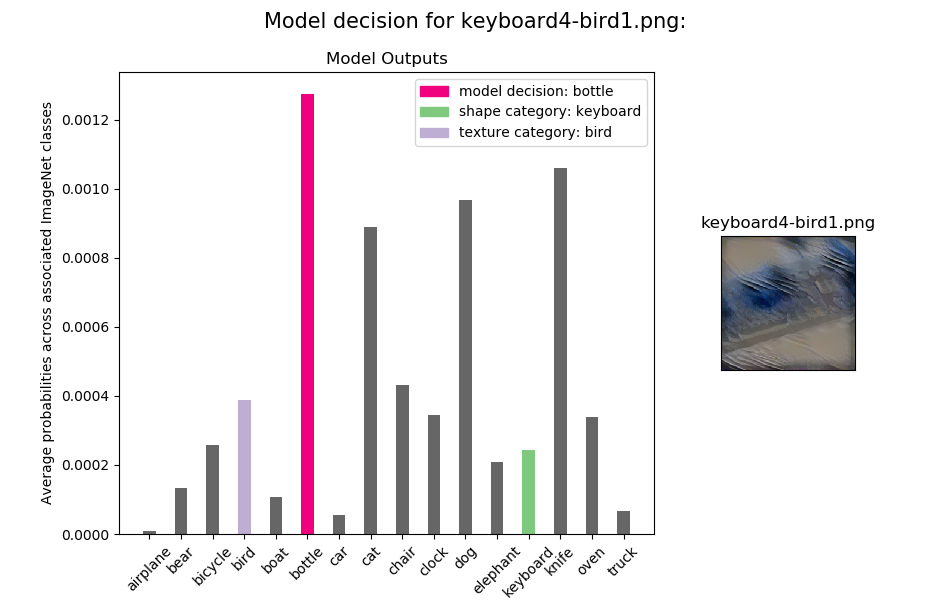 Model decision for keyboard4-bird1.png:
Model Outputs
Average probabilities across associated ImageNet classes
0.0012
0.0010
0.0008
0.0006
0.0004
0.0002
0.0000
model decision: bottle
shape category: keyboard
texture category: bird
airplane
bear
bicycle
bird
boat
bottle
car
cat
chair
clock
dog
elephant
keyboard
knife
oven
truck
keyboard4-bird1.png